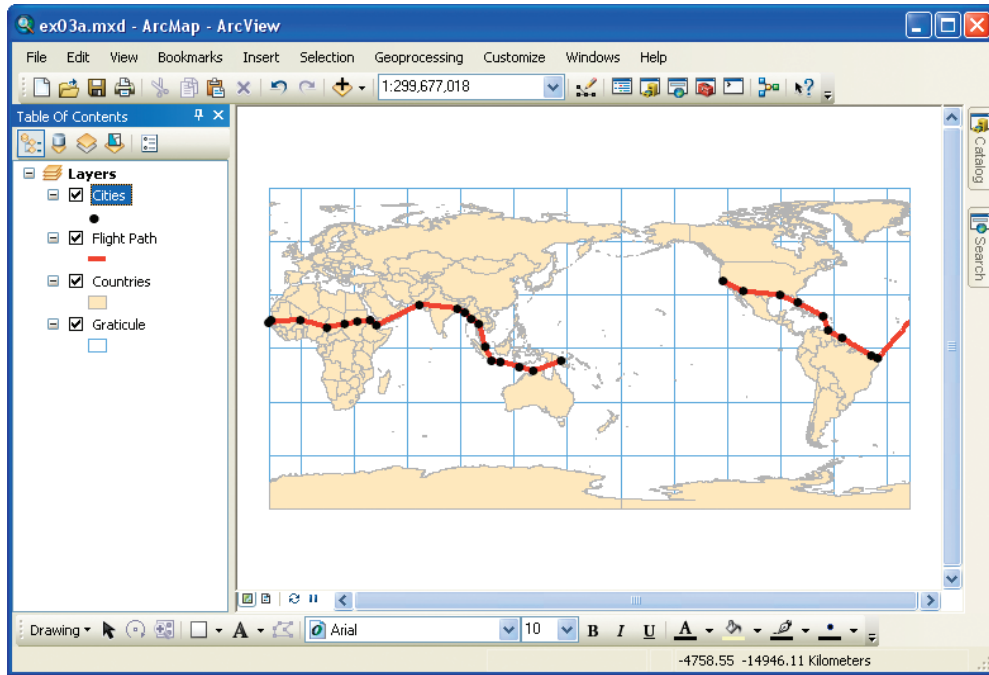 ex03a.mxd - ArcMap - ArcView
File Edit View Bookmarks Insert Selection Geoprocessing Customize Windows Help
1:299,677,018
Table Of Contents
Layers
Cities
Flight Path
Countries
Graticule
Catalog
Search
Drawing A Arial 10 B I U A
-4758.55 -14946.11 Kilometers